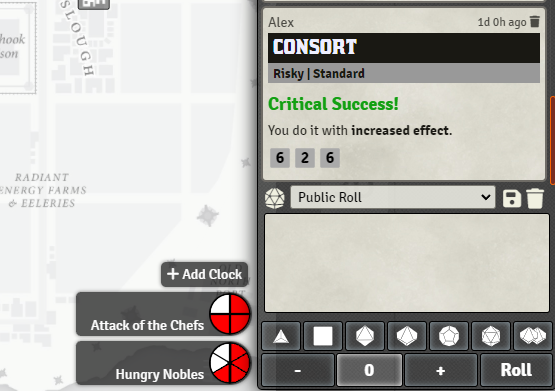 SLOUGH
hook
son
RADIANT
ENERGY FARMS
& EELERIES
+ Add Clock
Attack of the Chefs
Hungry Nobles
Alex
1d 0h ago
CONSORT
Risky | Standard
Critical Success!
You do it with increased effect.
6 2 6
Public Roll
- 0 + Roll